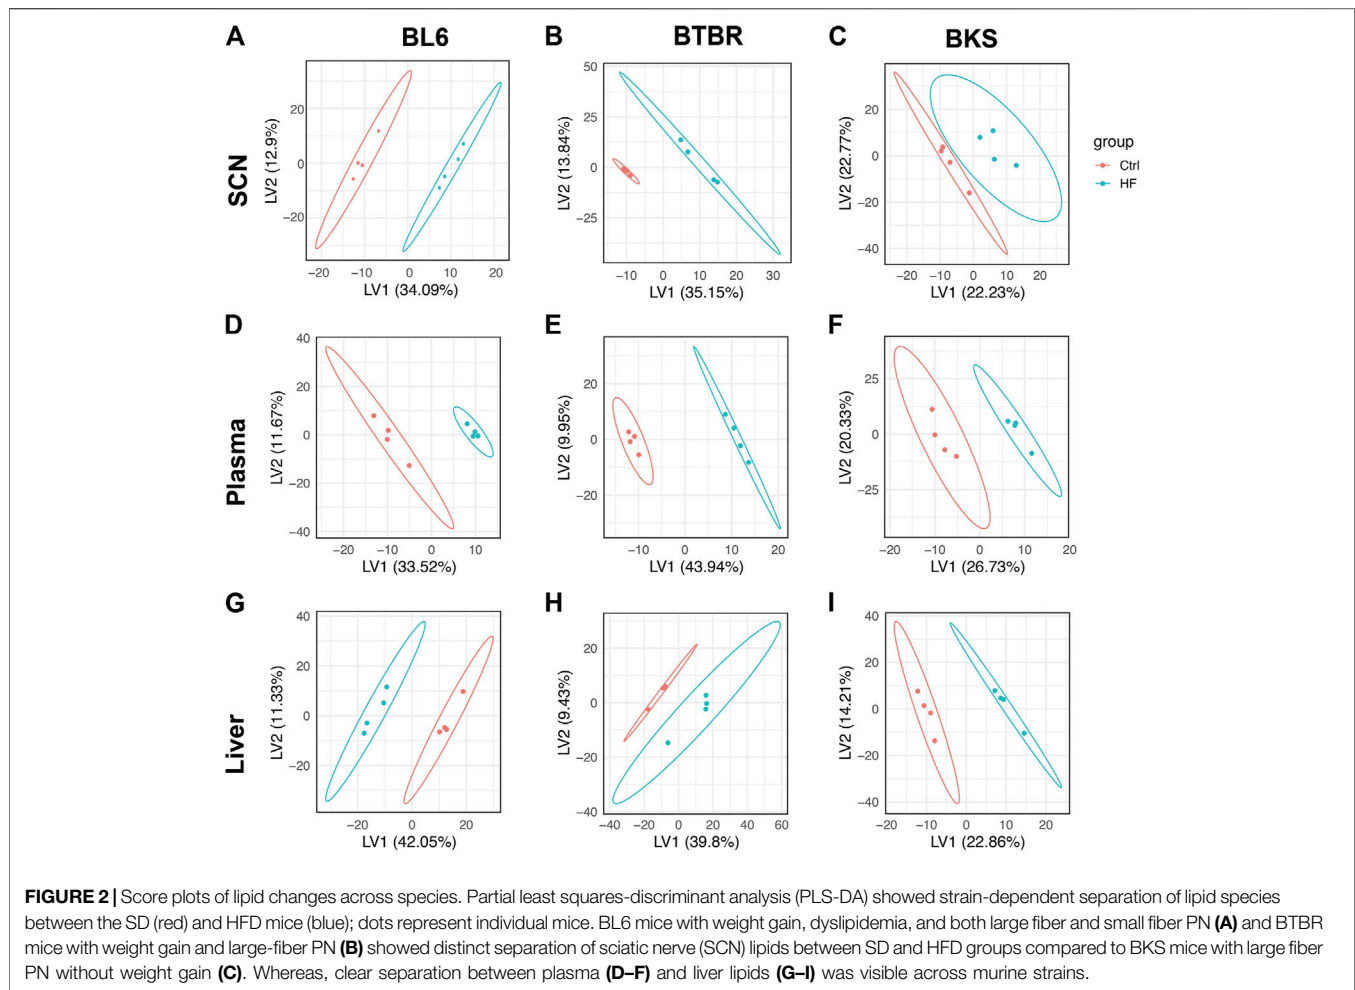 A BL6
B BTBR
C BKS
SCN
LV2 (12.9%)
20
0
−20
−20 −10 0 10 20
LV1 (34.09%)
LV2 (13.84%)
50
25
0
−25
−10 0 10 20 30
LV1 (35.15%)
LV2 (22.77%)
20
0
−20
−40
−20 −10 0 10 20
LV1 (22.23%)
group
Ctrl
HF
D
E
F
Plasma
LV2 (11.67%)
40
20
0
−20
−40
−20 −10 0 10
LV1 (33.52%)
LV2 (9.95%)
20
0
−20
−10 0 10 20
LV1 (43.94%)
LV2 (20.33%)
25
0
−25
−20 −10 0 10 20
LV1 (26.73%)
G
H
I
Liver
LV2 (11.33%)
40
20
0
−20
−20 0 20
LV1 (42.05%)
LV2 (9.43%)
20
0
−20
−40
−40 −20 0 20 40 60
LV1 (39.8%)
LV2 (14.21%)
40
20
0
−20
−40
−20 −10 0 10 20
LV1 (22.86%)
FIGURE 2 | Score plots of lipid changes across species. Partial least squares-discriminant analysis (PLS-DA) showed strain-dependent separation of lipid species
between the SD (red) and HFD mice (blue); dots represent individual mice. BL6 mice with weight gain, dyslipidemia, and both large fiber and small fiber PN (A) and BTBR
mice with weight gain and large-fiber PN (B) showed distinct separation of sciatic nerve (SCN) lipids between SD and HFD groups compared to BKS mice with large fiber
PN without weight gain (C). Whereas, clear separation between plasma (D–F) and liver lipids (G–I) was visible across murine strains.